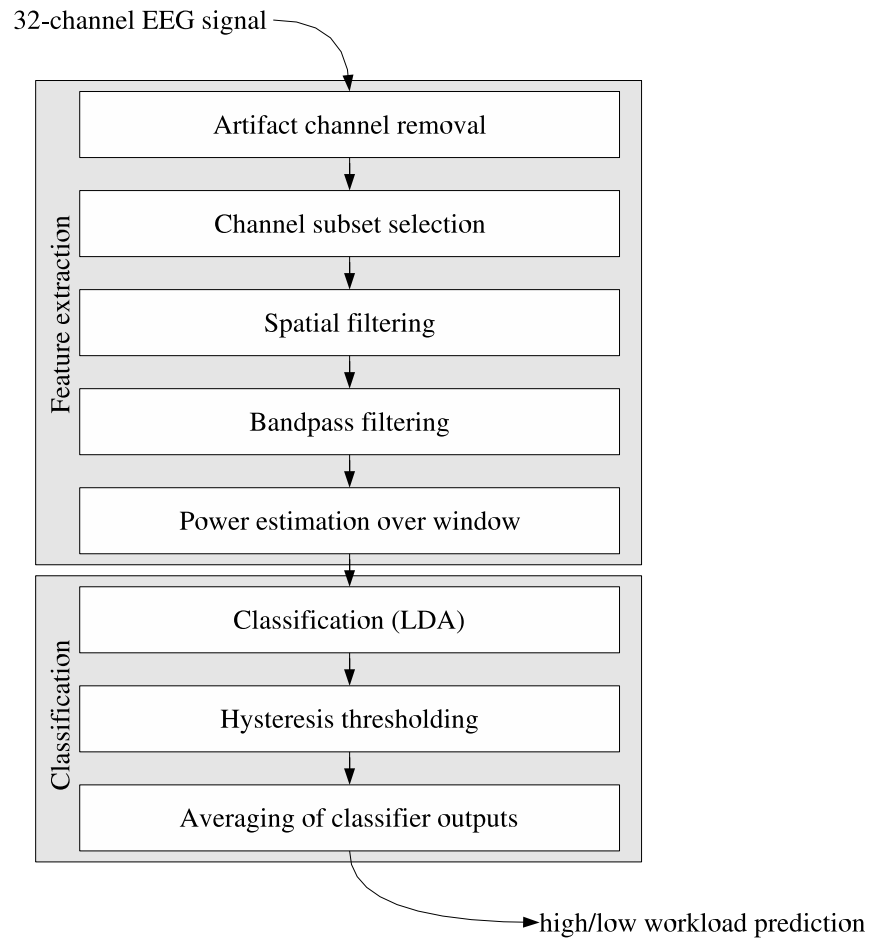 32-channel EEG signal
Feature extraction
Artifact channel removal
Channel subset selection
Spatial filtering
Bandpass filtering
Power estimation over window
Classification
Classification (LDA)
Hysteresis thresholding
Averaging of classifier outputs
high/low workload prediction